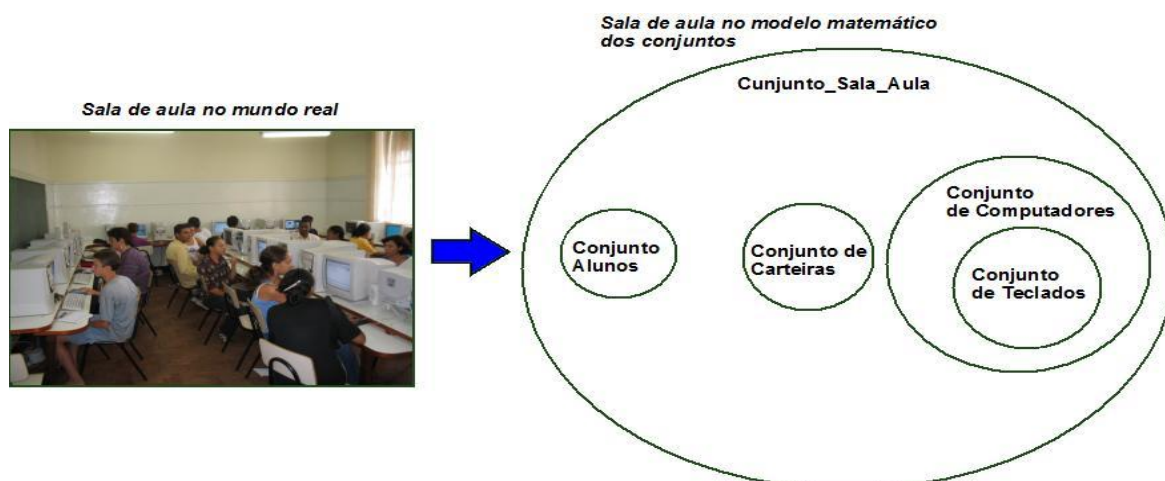 Sala de aula no modelo matemático
dos conjuntos
Cunjunto_Sala_Aula
Sala de aula no mundo real
Conjunto
Alunos
Conjunto de
Carteiras
Conjunto
de Computadores
Conjunto
de Teclados